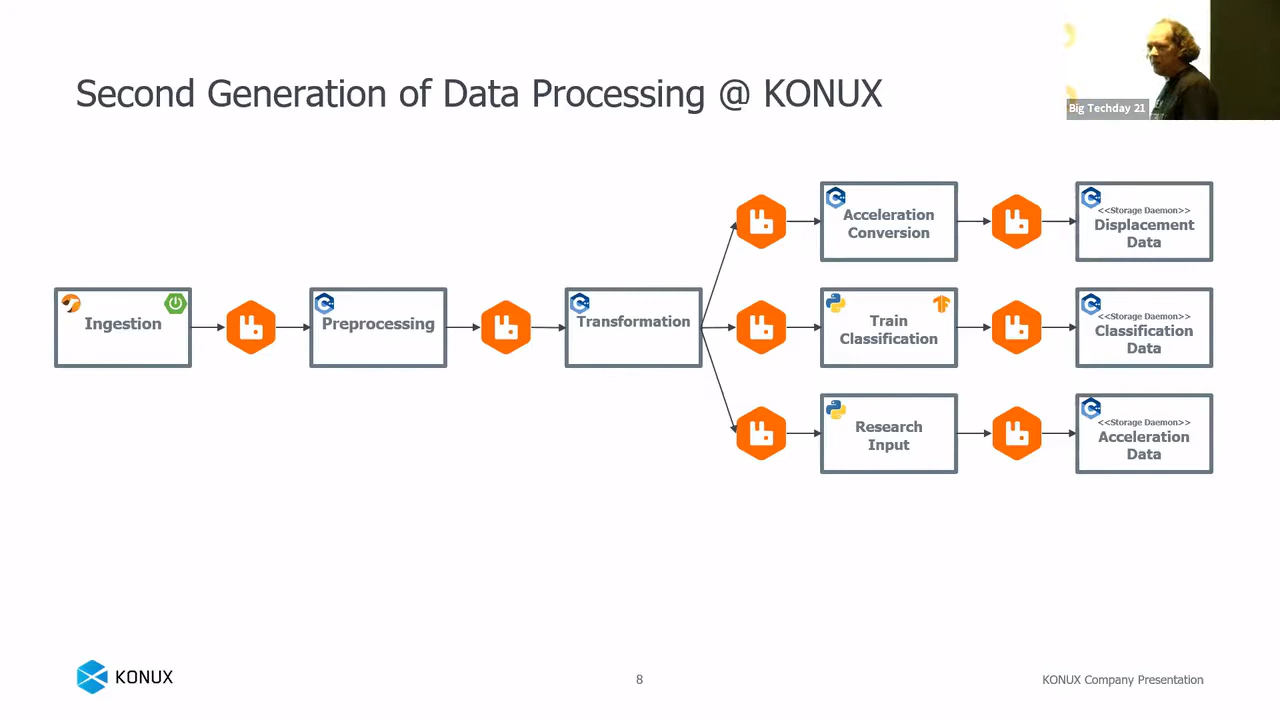 Second Generation of Data Processing @ KONUX
Big Techday 21
Ingestion
Preprocessing
Transformation
Acceleration
Conversion
<<Storage Daemon>>
Displacement
Data
Train
Classification
<<Storage Daemon>>
Classification
Data
Research
Input
<<Storage Daemon>>
Acceleration
Data
KONUX
8
KONUX Company Presentation